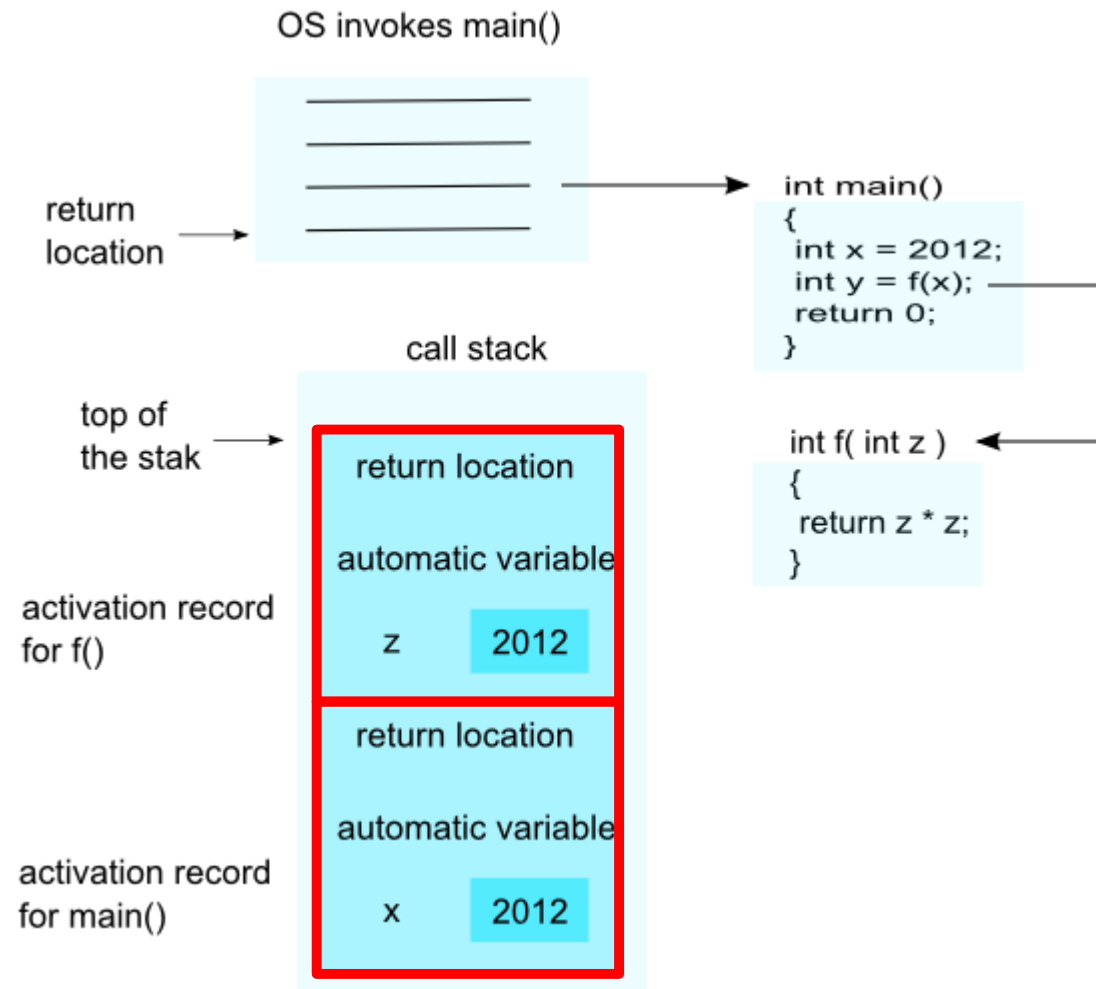 OS invokes main()
return
location
int main()
{
int x = 2012;
int y = f(x);
return 0;
}
call stack
top of
the stak
return location
automatic variable
z 2012
activation record
for f()
int f( int z )
{
return z * z;
}
return location
automatic variable
x 2012
activation record
for main()